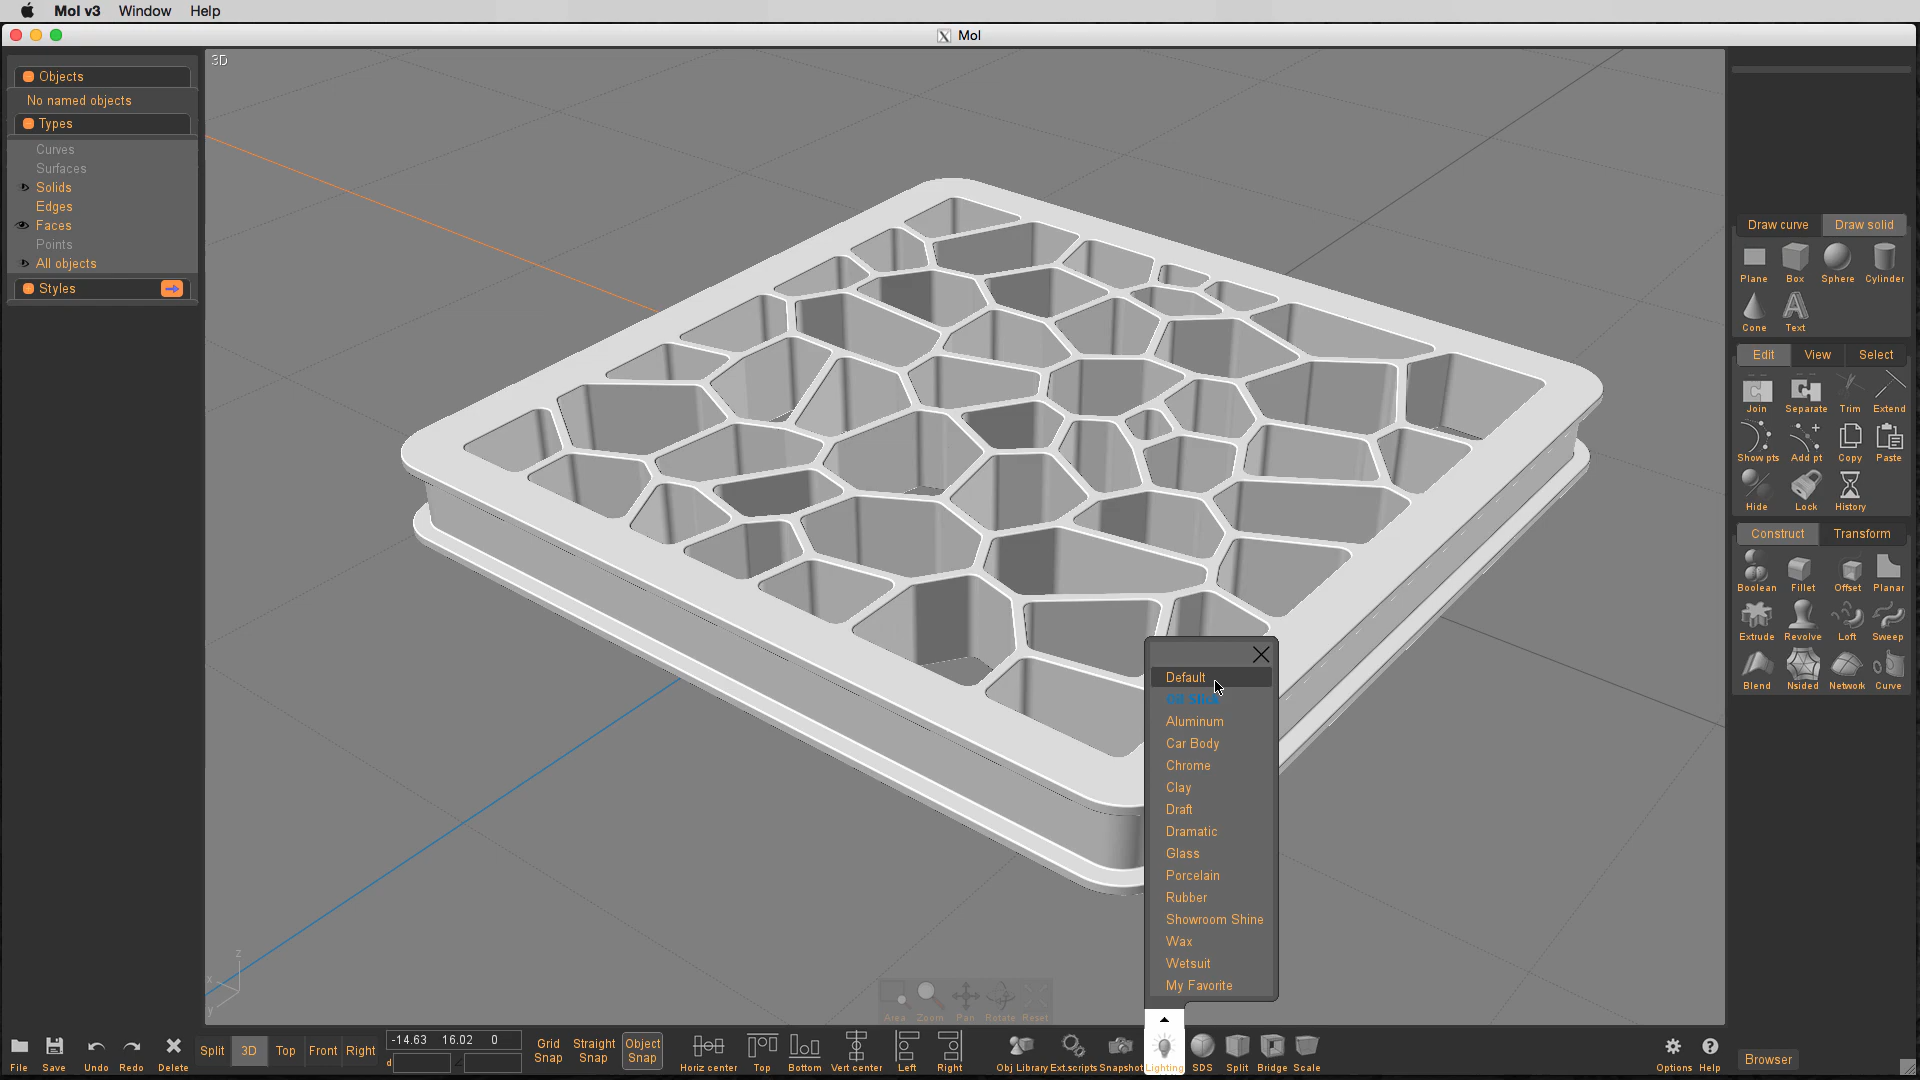 MoI v3 Window Help
MoI
3D
Objects
No named objects
Types
Curves
Surfaces
Solids
Edges
Faces
Points
All objects
Styles
Draw curve Draw solid
Plane Box Sphere Cylinder
Cone Text
Edit View Select
Join Separate Trim Extend
Show pts Add pt Copy Paste
Hide Lock History
Construct Transform
Boolean Fillet Offset Planar
Extrude Revolve Loft Sweep
Blend Nsided Network Curve
Default
Oil Slick
Aluminum
Car Body
Chrome
Clay
Draft
Dramatic
Glass
Porcelain
Rubber
Showroom Shine
Wax
Wetsuit
My Favorite
z
x
y
Area Zoom Pan Rotate Reset
File Save Undo Redo Delete
Split 3D Top Front Right
-14.63 16.02 0
d
Grid Snap
Straight Snap
Object Snap
Horiz center Top Bottom Vert center Left Right
Obj Library Ext.scripts Snapshot Lighting SDS Split Bridge Scale
Options Help
Browser